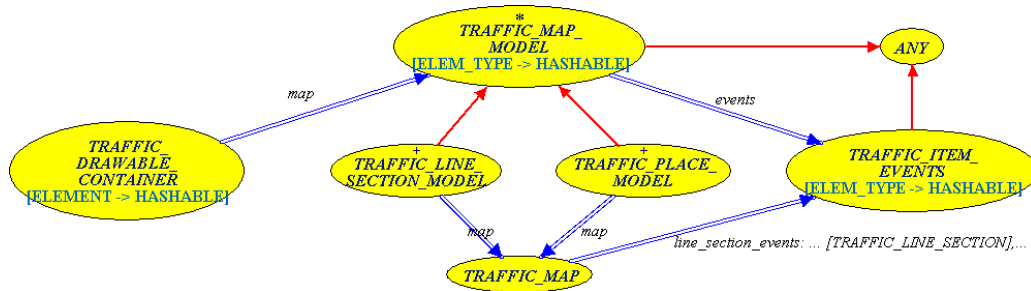 *
TRAFFIC_MAP_
MODEL
[ELEM_TYPE -> HASHABLE]
ANY
map
events
TRAFFIC_
DRAWABLE_
CONTAINER
[ELEMENT -> HASHABLE]
+
TRAFFIC_LINE_
SECTION_MODEL
+
TRAFFIC_PLACE_
MODEL
TRAFFIC_ITEM_
EVENTS
[ELEM_TYPE -> HASHABLE]
map
map
line_section_events: ... [TRAFFIC_LINE_SECTION],...
TRAFFIC_MAP